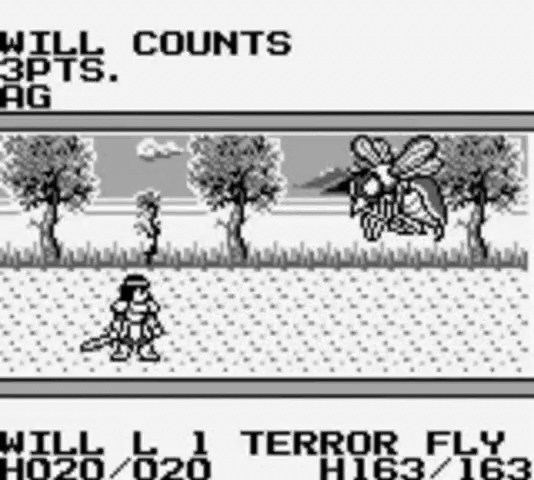 WILL COUNTS
3PTS.
AG
WILL L 1 TERROR FLY
H020/020 H163/163